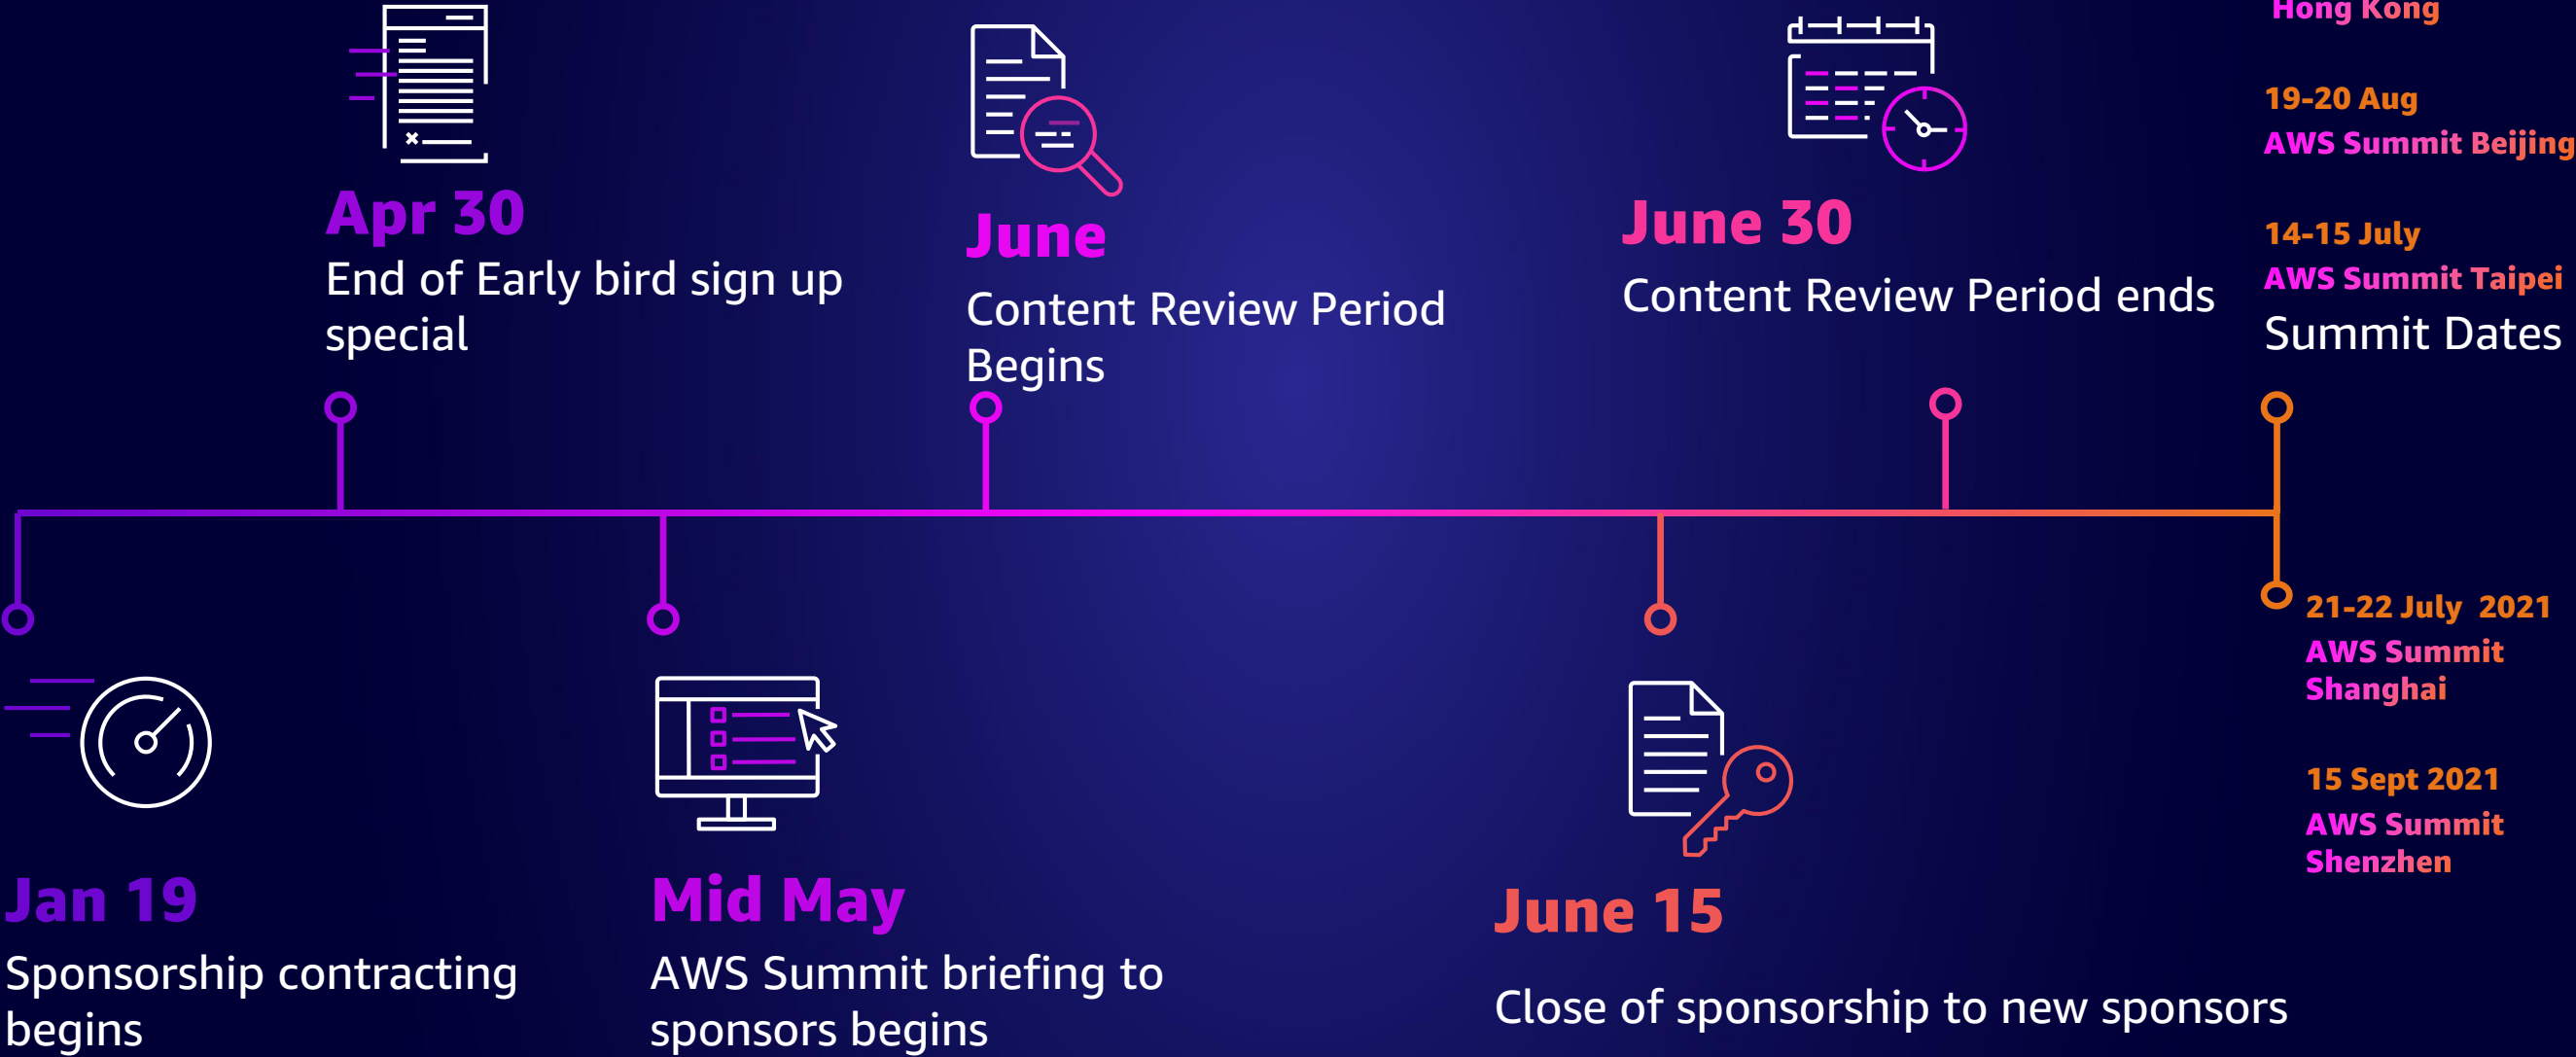 Hong Kong
19-20 Aug
AWS Summit Beijing
14-15 July
AWS Summit Taipei
Summit Dates
Apr 30
End of Early bird sign up
special
June
Content Review Period
Begins
June 30
Content Review Period ends
21-22 July 2021
AWS Summit
Shanghai
15 Sept 2021
AWS Summit
Shenzhen
Jan 19
Sponsorship contracting
begins
Mid May
AWS Summit briefing to
sponsors begins
June 15
Close of sponsorship to new sponsors